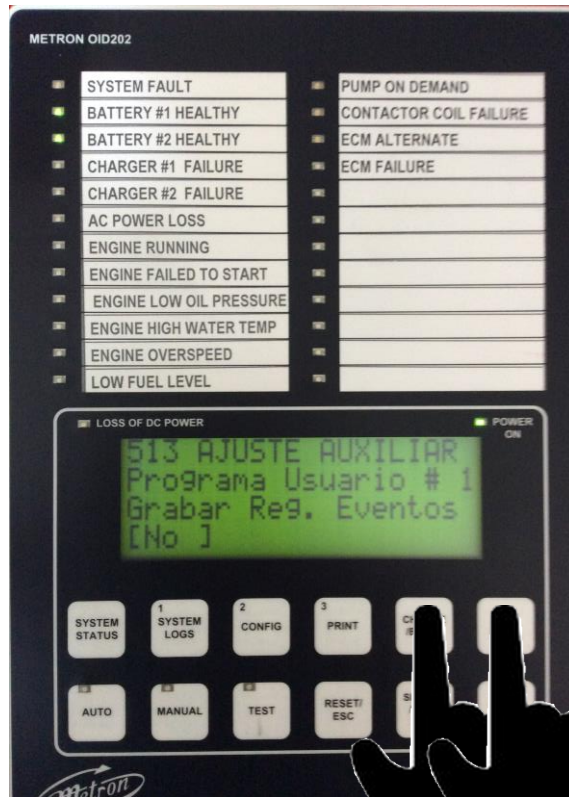 METRON OID202
SYSTEM FAULT
BATTERY #1 HEALTHY
BATTERY #2 HEALTHY
CHARGER #1 FAILURE
CHARGER #2 FAILURE
AC POWER LOSS
ENGINE RUNNING
ENGINE FAILED TO START
ENGINE LOW OIL PRESSURE
ENGINE HIGH WATER TEMP
ENGINE OVERSPEED
LOW FUEL LEVEL
PUMP ON DEMAND
CONTACTOR COIL FAILURE
ECM ALTERNATE
ECM FAILURE
LOSS OF DC POWER
POWER
ON
513 AJUSTE AUXILIAR
Programa Usuario # 1
Grabar Reg. Eventos
[No ]
SYSTEM
STATUS
1
SYSTEM
LOGS
2
CONFIG
3
PRINT
AUTO
MANUAL
TEST
RESET/
ESC
Metron